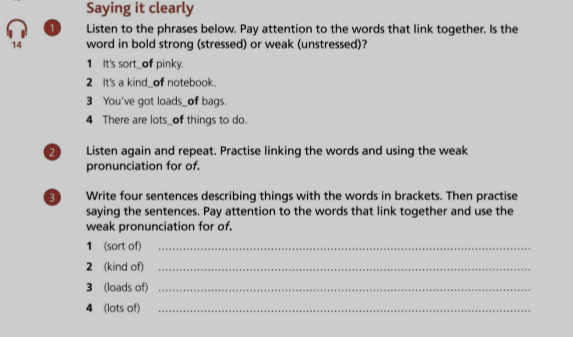 Saying it clearly
14
1 Listen to the phrases below. Pay attention to the words that link together. Is the
word in bold strong (stressed) or weak (unstressed)?
1 It's sort_of pinky.
2 It's a kind_of notebook.
3 You've got loads_of bags.
4 There are lots_of things to do.
2 Listen again and repeat. Practise linking the words and using the weak
pronunciation for of.
3 Write four sentences describing things with the words in brackets. Then practise
saying the sentences. Pay attention to the words that link together and use the
weak pronunciation for of.
1 (sort of)
2 (kind of)
3 (loads of)
4 (lots of)